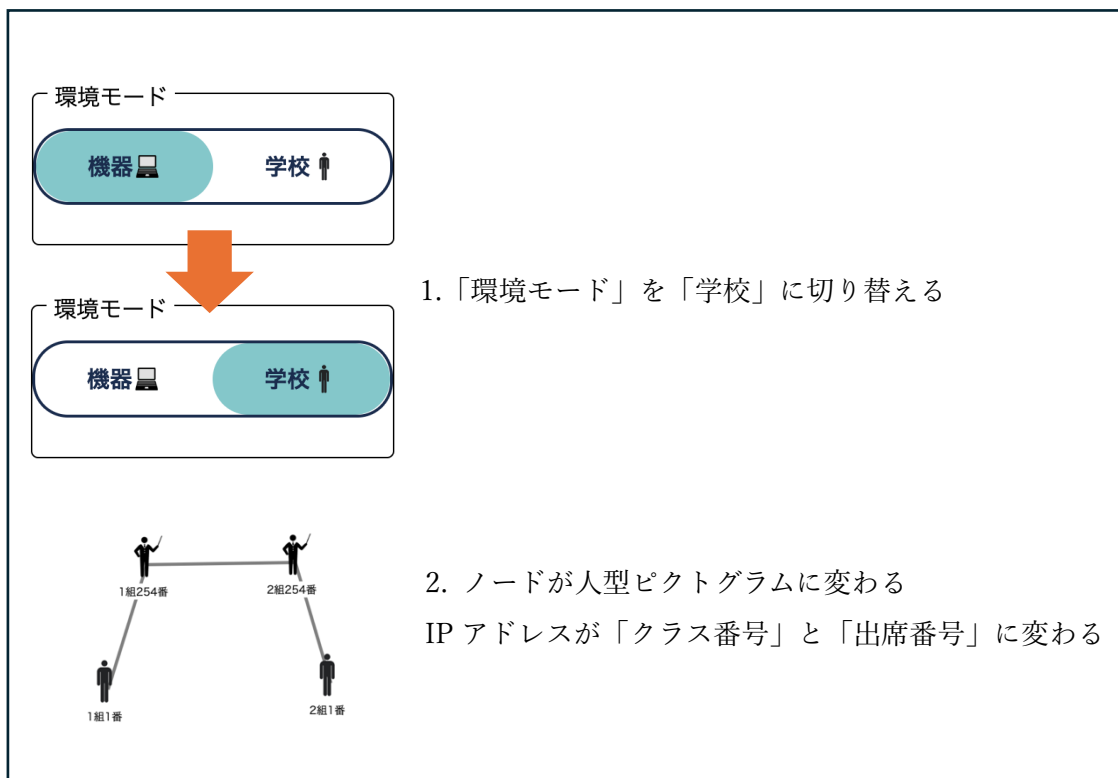 環境モード
機器 学校
1.「環境モード」を「学校」に切り替える
環境モード
機器 学校
1組254番 2組254番
2. ノードが人型ピクトグラムに変わる
IP アドレスが「クラス番号」と「出席番号」に変わる
1組1番 2組1番